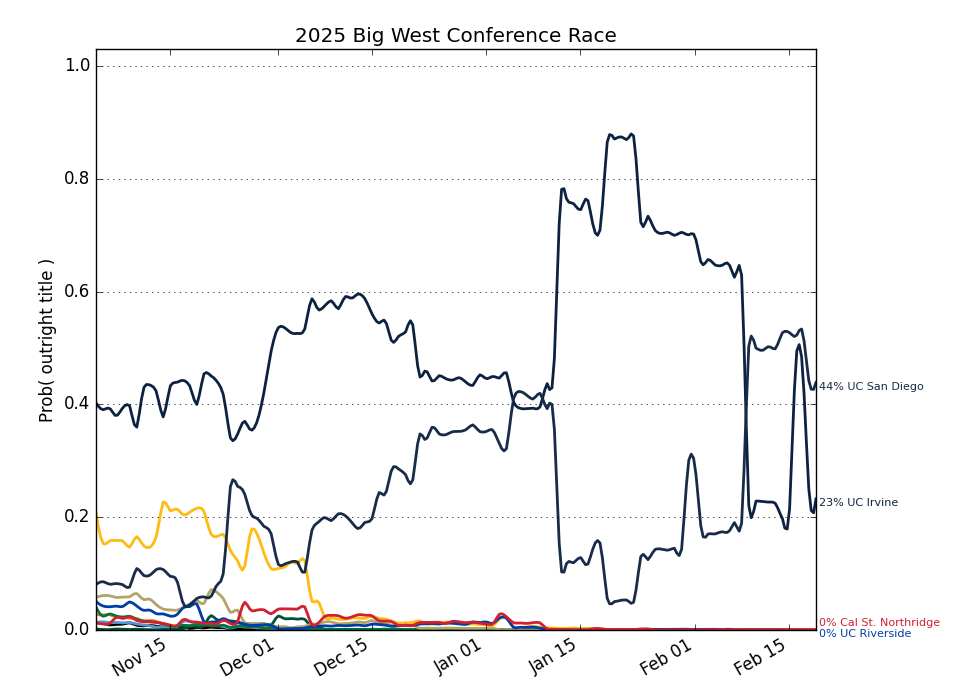 2025 Big West Conference Race
Prob( outright title )
1.0
0.8
0.6
0.4
0.2
0.0
44% UC San Diego
23% UC Irvine
0% Cal St. Northridge
0% UC Riverside
Nov 15
Dec 01
Dec 15
Jan 01
Jan 15
Feb 01
Feb 15